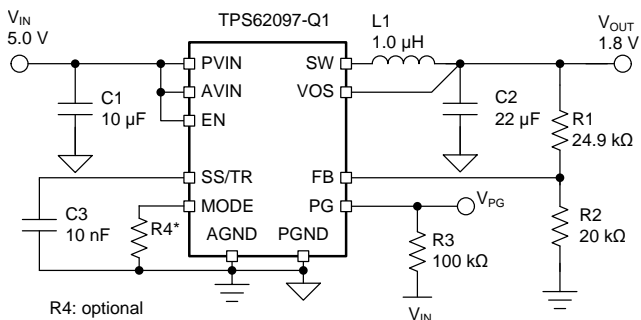 TPS62097-Q1
VIN
5.0 V
L1
1.0 µH
VOUT
1.8 V
PVIN
SW
AVIN
VOS
EN
C1
10 µF
C2
22 µF
R1
24.9 kΩ
SS/TR
FB
MODE
PG
VPG
C3
10 nF
R4*
AGND
PGND
R3
100 kΩ
R2
20 kΩ
VIN
R4: optional